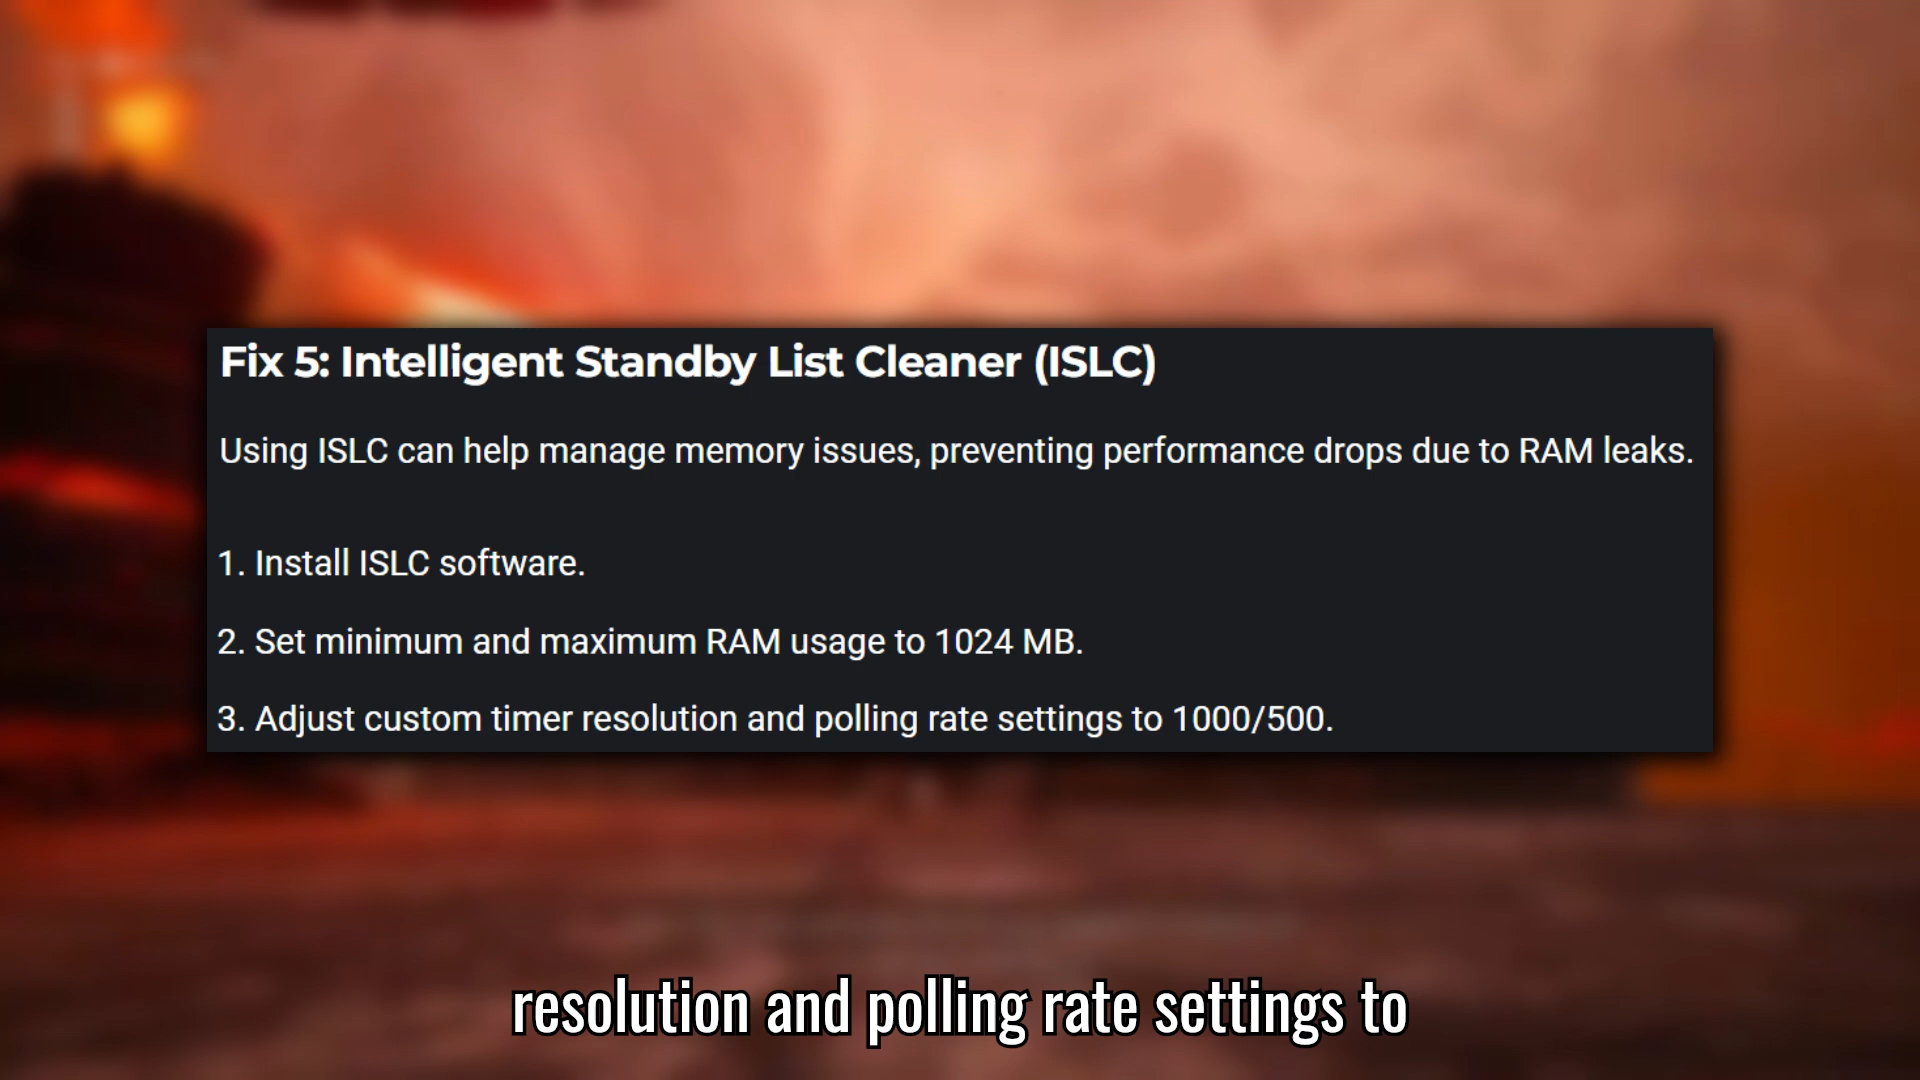 Fix 5: Intelligent Standby List Cleaner (ISLC)
Using ISLC can help manage memory issues, preventing performance drops due to RAM leaks.
1. Install ISLC software.
2. Set minimum and maximum RAM usage to 1024 MB.
3. Adjust custom timer resolution and polling rate settings to 1000/500.
resolution and polling rate settings to